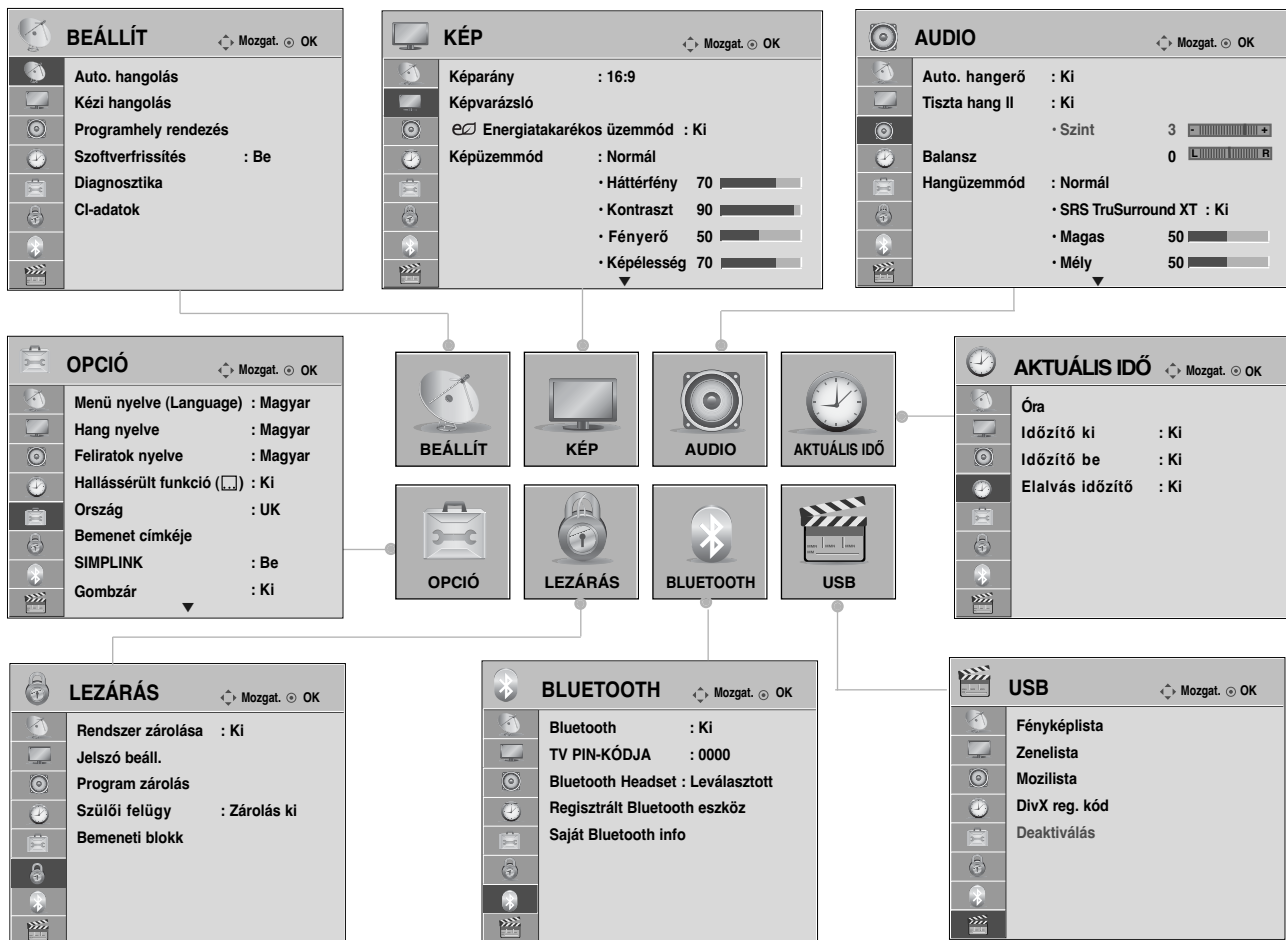 BEÁLLÍT
Mozgat. OK
Auto. hangolás
Kézi hangolás
Programhely rendezés
Szoftverfrissítés : Be
Diagnosztika
CI-adatok
KÉP
Mozgat. OK
Képarány : 16:9
Képvarázsló
Energiatakarékos üzemmód : Ki
Képüzemmód : Normál
• Háttérfény 70
• Kontraszt 90
• Fényerő 50
• Képélesség 70
AUDIO
Mozgat. OK
Auto. hangerő : Ki
Tiszta hang II : Ki
• Szint 3 - +
Balansz 0 L R
Hangüzemmód : Normál
• SRS TruSurround XT : Ki
• Magas 50
• Mély 50
OPCIÓ
Mozgat. OK
Menü nyelve (Language) : Magyar
Hang nyelve : Magyar
Feliratok nyelve : Magyar
Hallássérült funkció ( ) : Ki
Ország : UK
Bemenet címkéje
SIMPLINK : Be
Gombzár : Ki
BEÁLLÍT
KÉP
AUDIO
AKTUÁLIS IDŐ
OPCIÓ
LEZÁRÁS
BLUETOOTH
USB
AKTUÁLIS IDŐ
Mozgat. OK
Óra
Időzítő ki : Ki
Időzítő be : Ki
Elalvás időzítő : Ki
LEZÁRÁS
Mozgat. OK
Rendszer zárolása : Ki
Jelszó beáll.
Program zárolás
Szülői felügy : Zárolás ki
Bemeneti blokk
BLUETOOTH
Mozgat. OK
Bluetooth : Ki
TV PIN-KÓDJA : 0000
Bluetooth Headset : Leválasztott
Regisztrált Bluetooth eszköz
Saját Bluetooth info
USB
Mozgat. OK
Fényképlista
Zenelista
Mozilista
DivX reg. kód
Deaktiválás